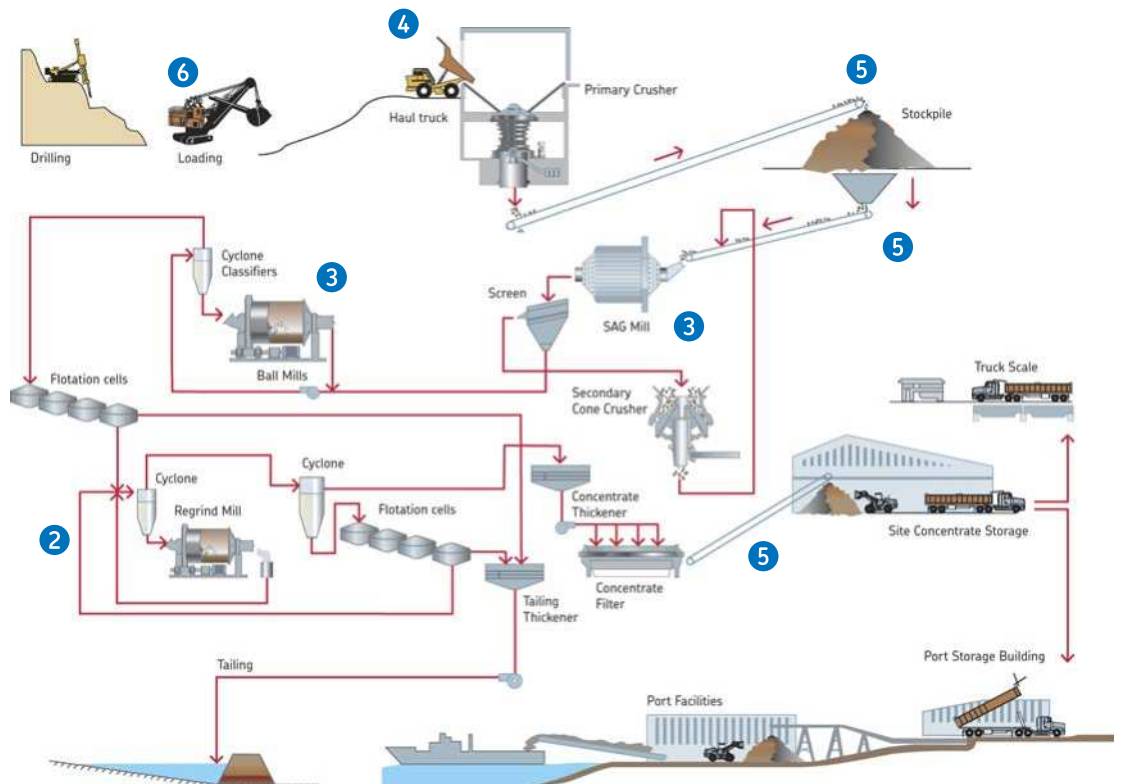 4
6
5
Primary Crusher
Stockpile
Haul truck
Drilling
Loading
Cyclone
Classifiers
3
5
Screen
SAG Mill
3
Ball Mills
Truck Scale
Flotation cells
Secondary
Cone Crusher
Cyclone
Cyclone
Concentrate
Thickener
Regrind Mill
Flotation cells
2
5
Site Concentrate Storage
Concentrate
Filter
Tailing
Thickener
Tailing
Port Storage Building
Port Facilities